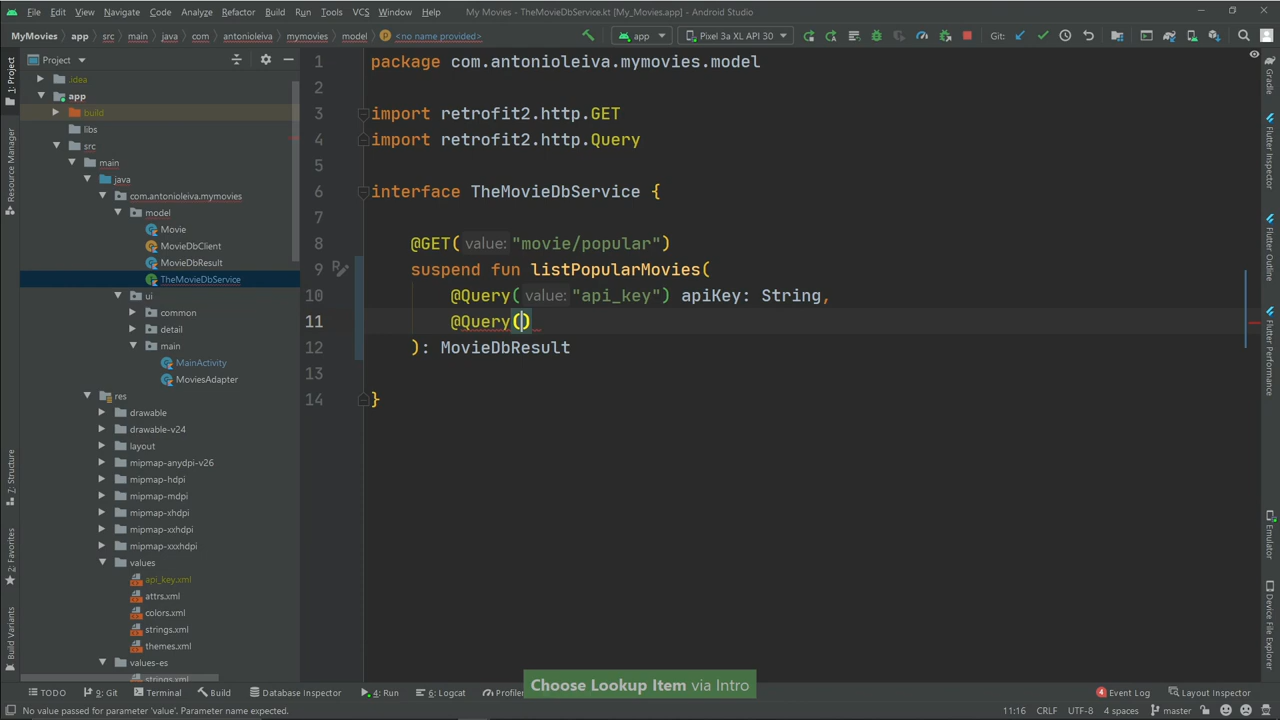 File Edit View Navigate Code Analyze Refactor Build Run Tools VCS Window Help My Movies - TheMovieDbService.kt [My_Movies.app] - Android Studio
MyMovies app src main java com antonioleiva mymovies model <no name provided> app Pixel 3a XL API 30 Git:
1: Project
Resource Manager
7: Structure
2: Favorites
Build Variants
Project
.idea
app
build
libs
src
main
java
com.antonioleiva.mymovies
model
Movie
MovieDbClient
MovieDbResult
TheMovieDbService
ui
common
detail
main
MainActivity
MoviesAdapter
res
drawable
drawable-v24
layout
mipmap-anydpi-v26
mipmap-hdpi
mipmap-mdpi
mipmap-xhdpi
mipmap-xxhdpi
mipmap-xxxhdpi
values
api_key.xml
attrs.xml
colors.xml
strings.xml
themes.xml
values-es
strings.xml
1 package com.antonioleiva.mymovies.model
2
3 import retrofit2.http.GET
4 import retrofit2.http.Query
5
6 interface TheMovieDbService {
7
8 @GET( value: "movie/popular")
9 suspend fun listPopularMovies(
10 @Query( value: "api_key") apiKey: String,
11 @Query()
12 ): MovieDbResult
13
14 }
Gradle
Flutter Inspector
Flutter Outline
Flutter Performance
Emulator
Device File Explorer
Choose Lookup Item via Intro
TODO 9: Git Terminal Build Database Inspector 4: Run 6: Logcat Profiler 4 Event Log Layout Inspector
No value passed for parameter 'value'. Parameter name expected. 11:16 CRLF UTF-8 4 spaces master